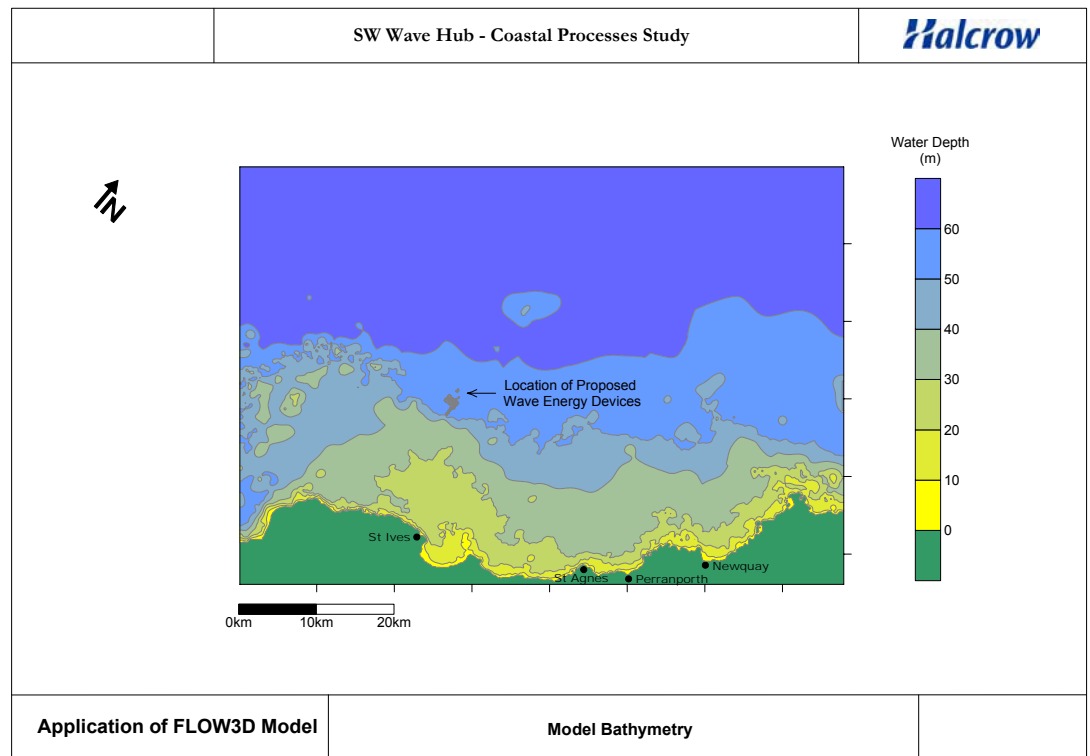 SW Wave Hub - Coastal Processes Study
Halcrow
Water Depth
(m)
N
60
50
40
30
20
10
0
Location of Proposed
Wave Energy Devices
St Ives
St Agnes
Perranporth
Newquay
0km 10km 20km
Application of FLOW3D Model
Model Bathymetry